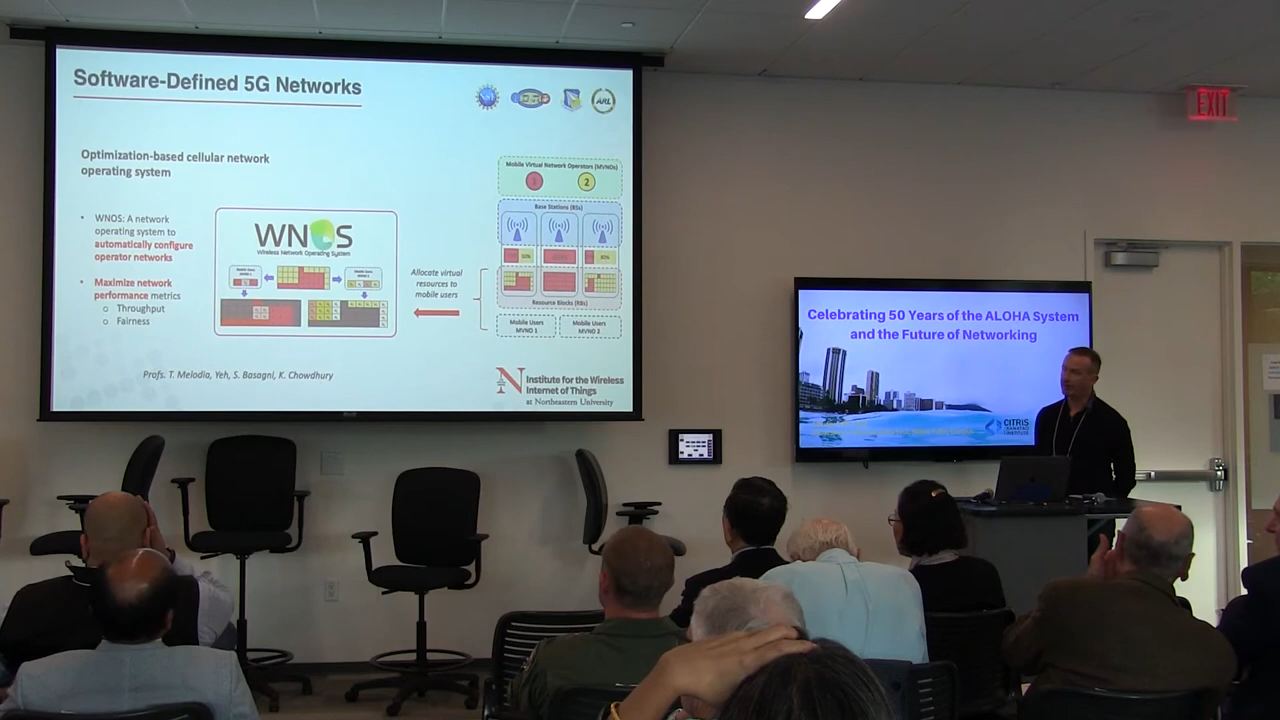 Software-Defined 5G Networks
ARL
Optimization-based cellular network
operating system
• WNOS: A network
operating system to
automatically configure
operator networks
• Maximize network
performance metrics
o Throughput
o Fairness
WNOS
Wireless Network Operating System
Allocate virtual
resources to
mobile users
Mobile Virtual Network Operators (MVNOs)
1
2
Base Stations (BSs)
Resource Blocks (RBs)
Mobile Users
MVNO 1
Mobile Users
MVNO 2
Profs. T. Melodia, Yeh, S. Basagni, K. Chowdhury
N
Institute for the Wireless
Internet of Things
at Northeastern University
Celebrating 50 Years of the ALOHA System
and the Future of Networking
CITRIS
BANATAO
INSTITUTE
EXIT